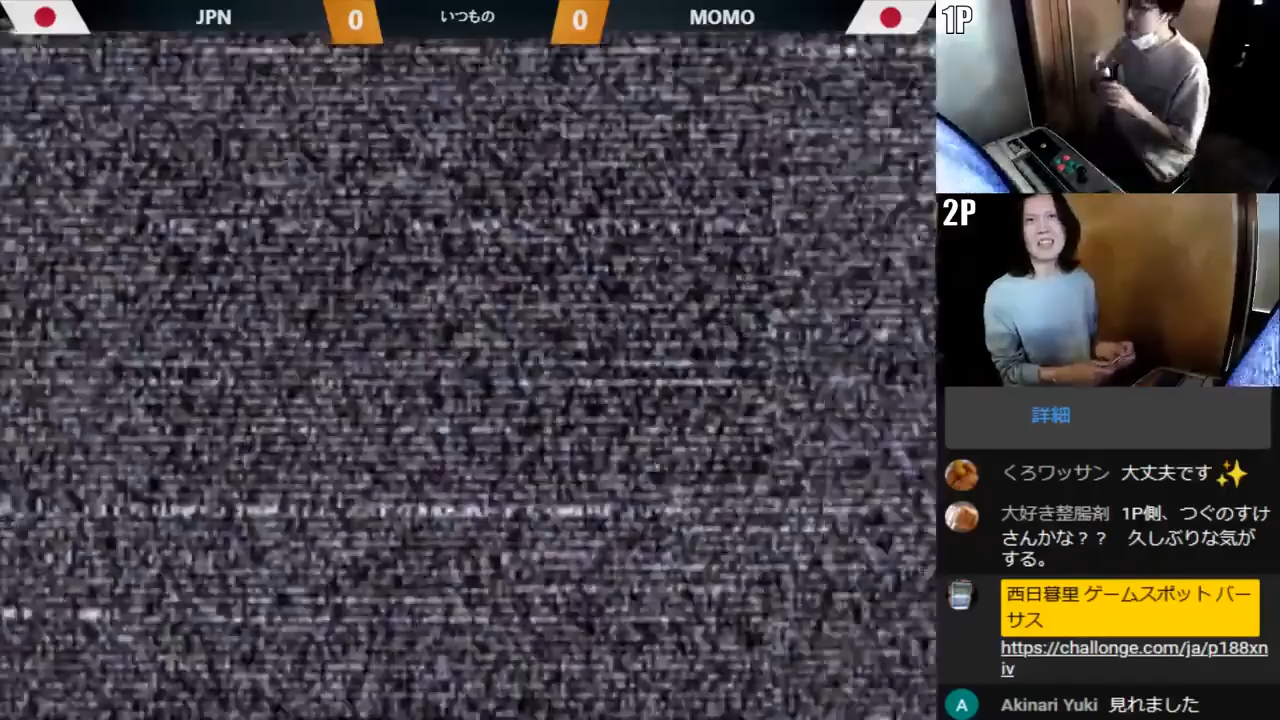 JPN 0 いつもの 0 MOMO
1P
2P
詳細
くろワッサン 大丈夫です✨
大好き整腸剤 1P側、つぐのすけ
さんかな？？ 久しぶりな気が
する。
西日暮里 ゲームスポット バー
サス
https://challonge.com/ja/p188xn
iv
A Akinari Yuki 見れました